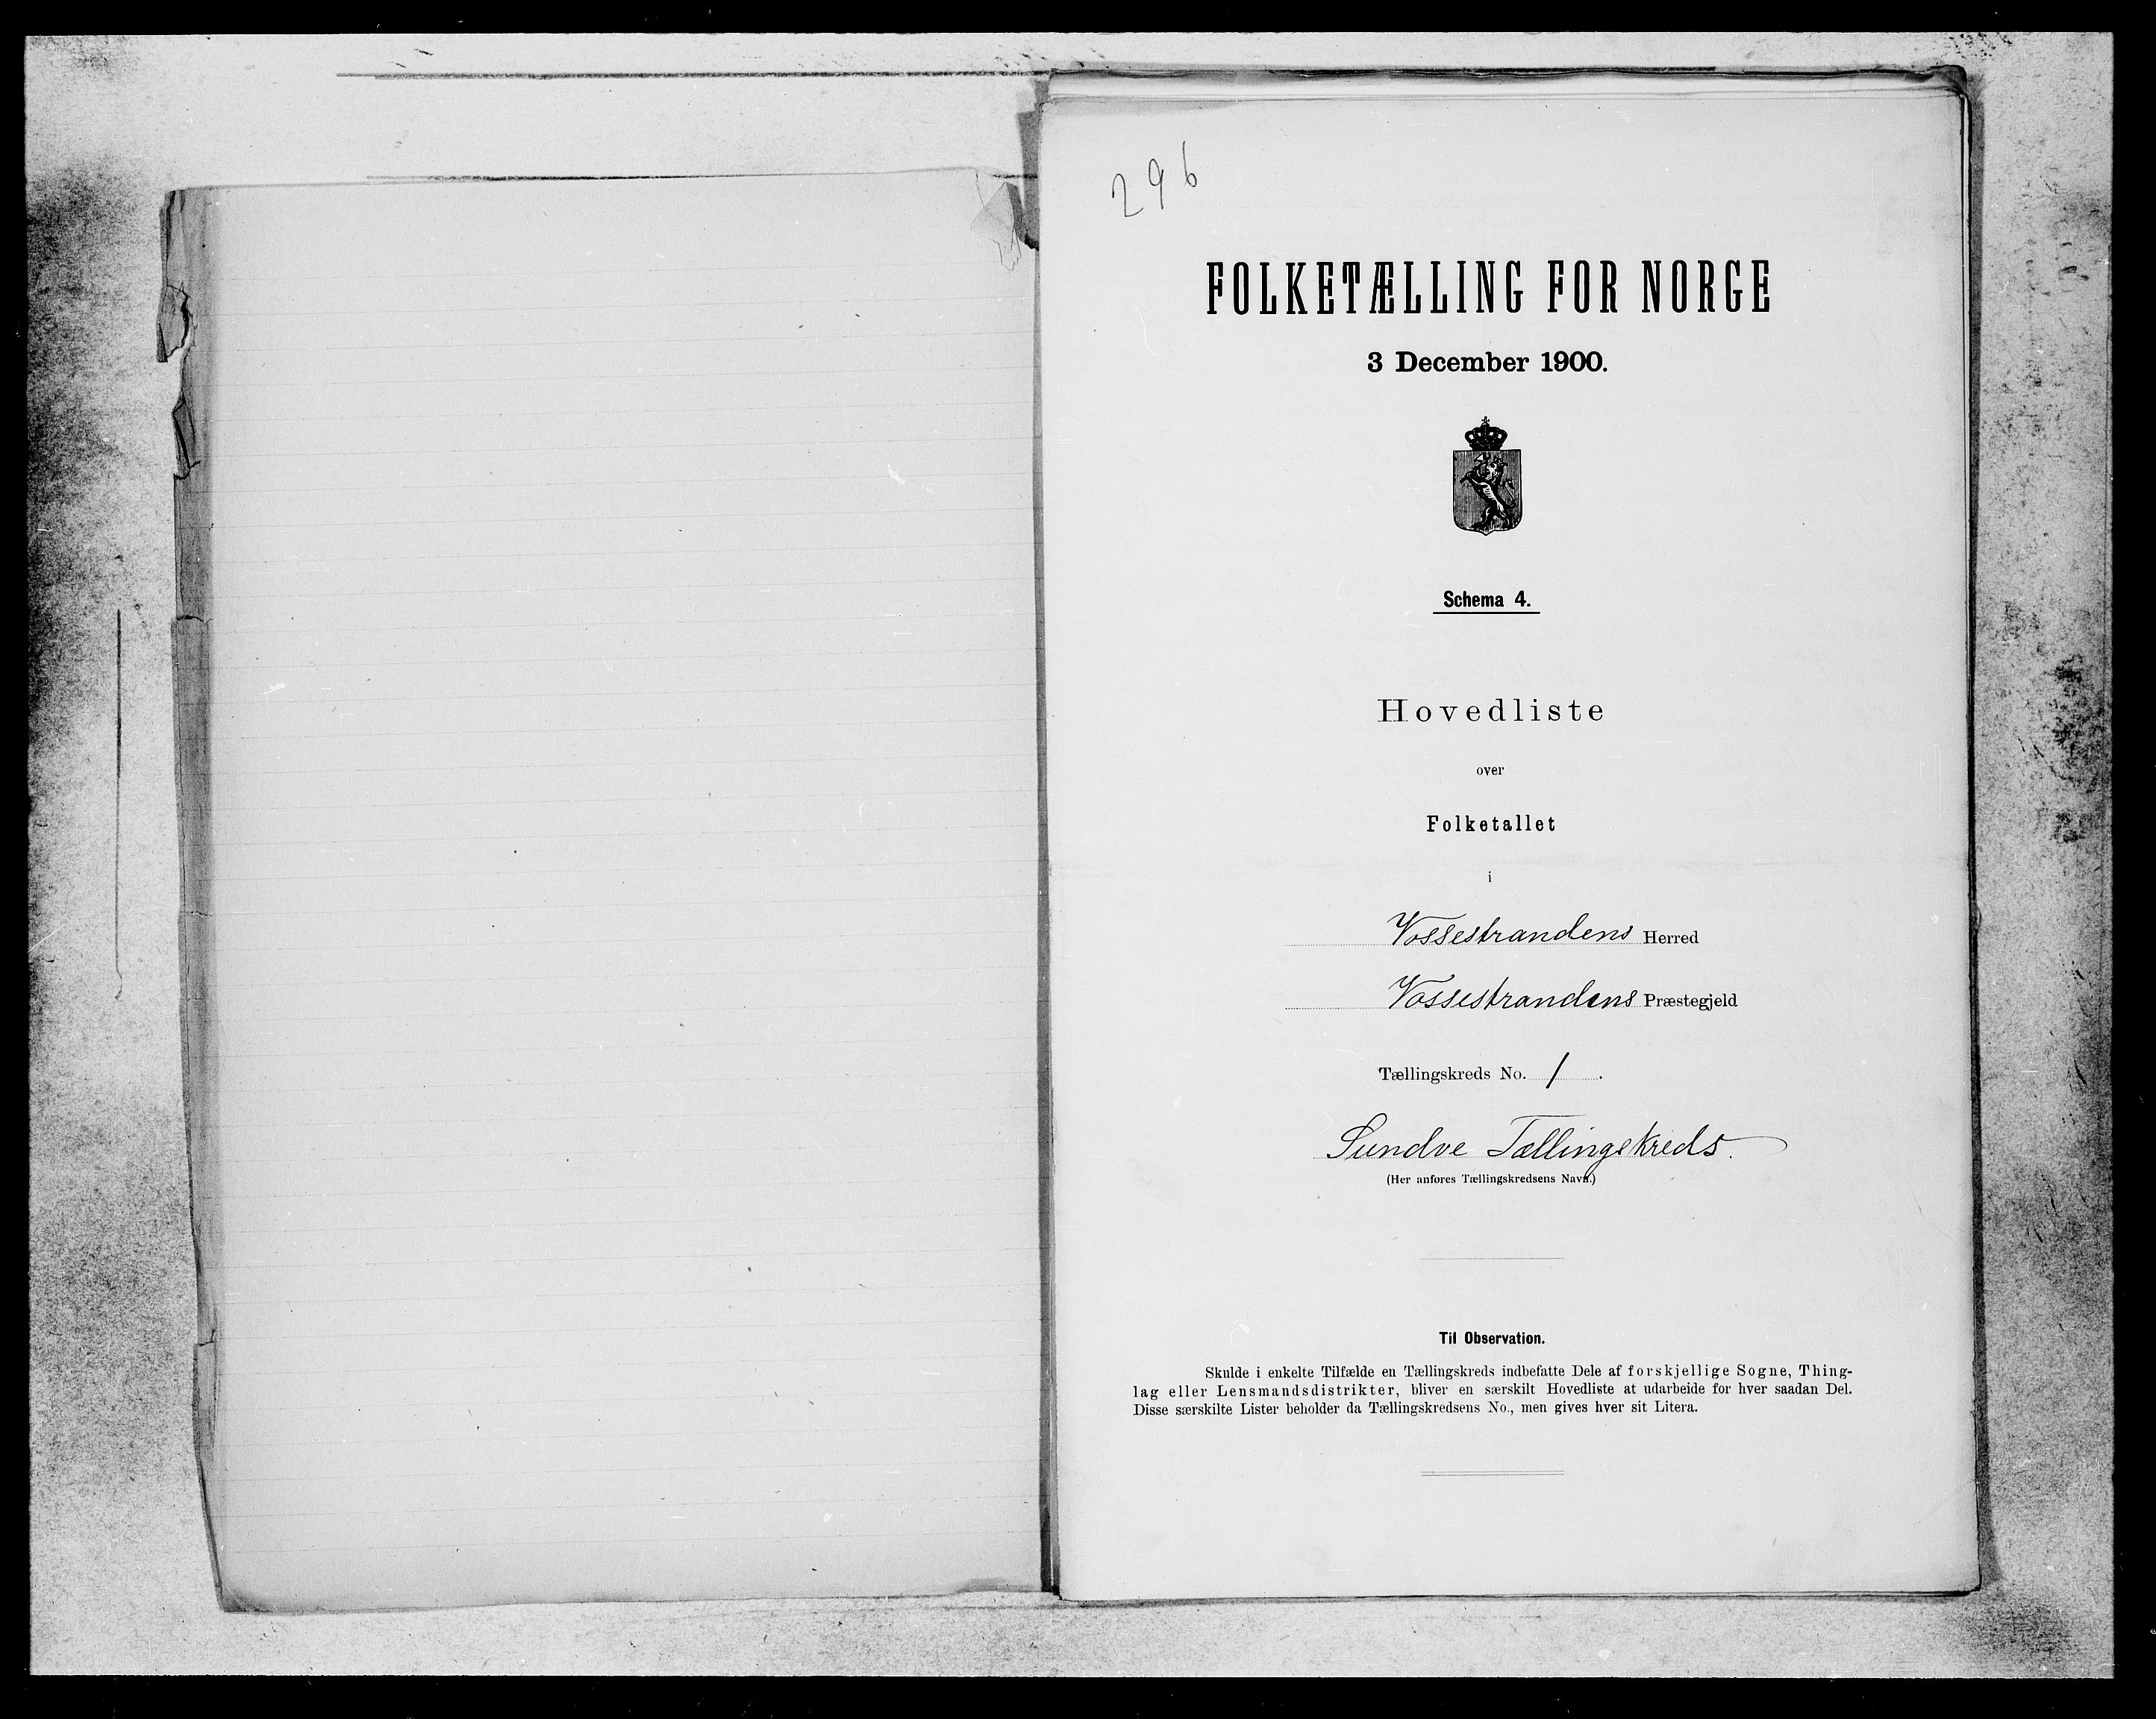 296
FOLKETÆLLING FOR NORGE
3 December 1900.
Schema 4.
Hovedliste
over
Folketallet
i
Vossestrandens Herred
Vossestrandens Præstegjeld
Tællingskreds No. 1.
Sundve Tællingskreds.
(Her anføres Tællingskredsens Navn.)
Til Observation.
Skulde i enkelte Tilfælde en Tællingskreds indbefatte Dele af forskjellige Sogne, Thing-
lag eller Lensmandsdistrikter, bliver en særskilt Hovedliste at udarbeide for hver saadan Del.
Disse særskilte Lister beholder da Tællingskredsens No., men gives hver sit Litera.